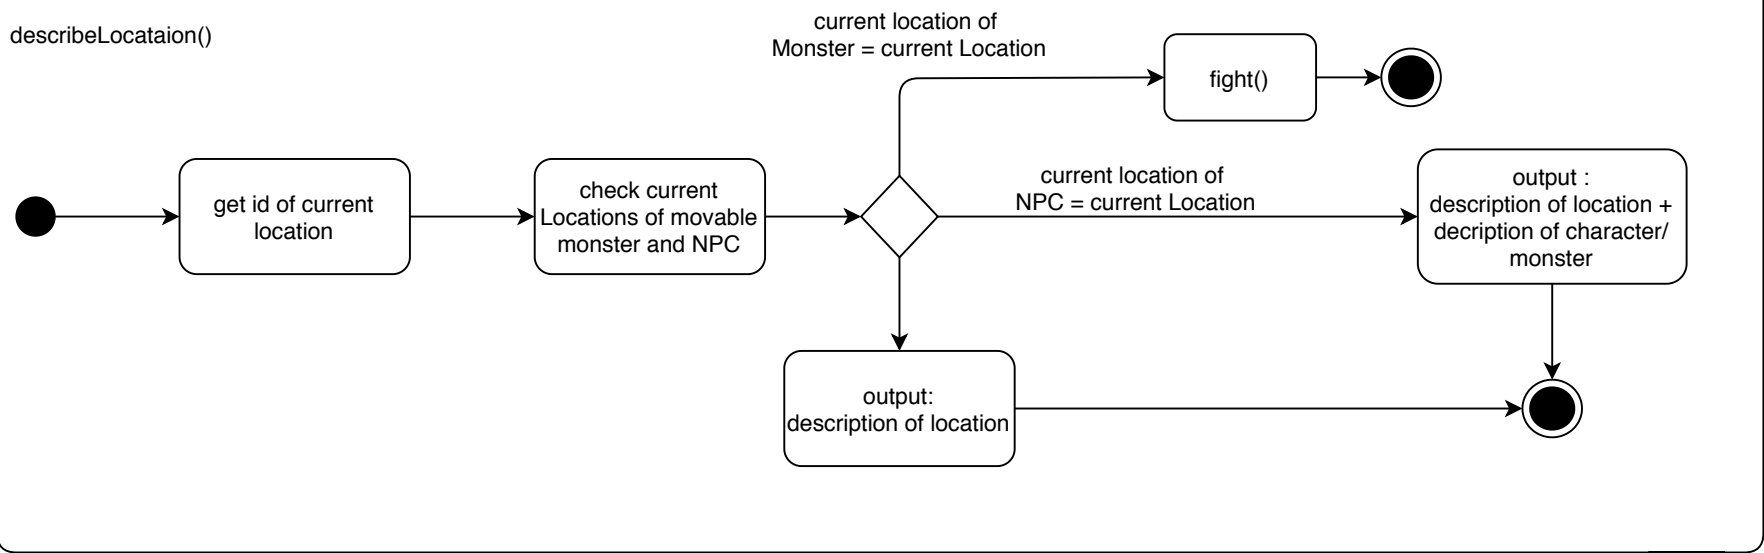 describeLocataion()
current location of
Monster = current Location
fight()
get id of current
location
check current
Locations of movable
monster and NPC
current location of
NPC = current Location
output :
description of location +
decription of character/
monster
output:
description of location